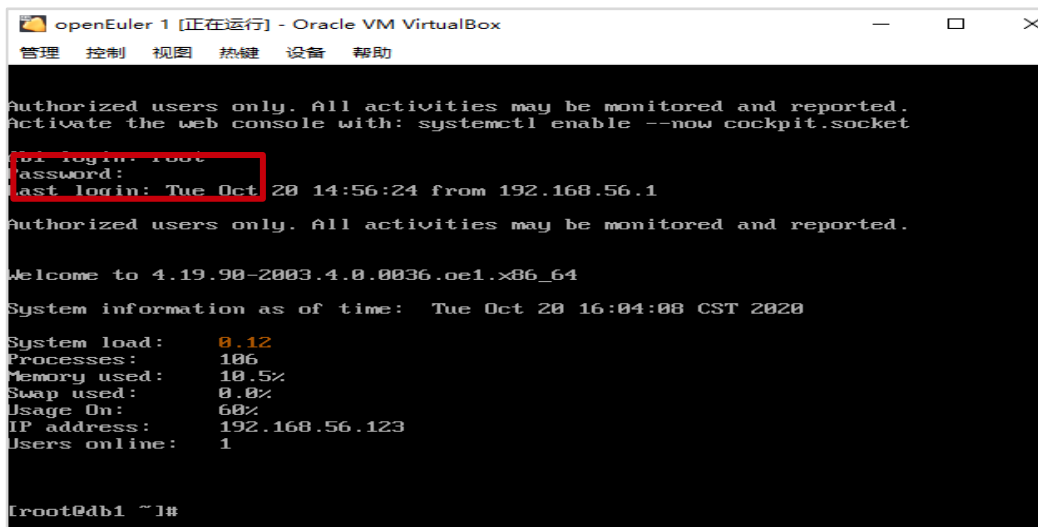 openEuler 1 [正在运行] - Oracle VM VirtualBox
管理 控制 视图 热键 设备 帮助
Authorized users only. All activities may be monitored and reported.
Activate the web console with: systemctl enable --now cockpit.socket
db1 login: root
Password:
Last login: Tue Oct 20 14:56:24 from 192.168.56.1
Authorized users only. All activities may be monitored and reported.
Welcome to 4.19.90-2003.4.0.0036.oe1.x86_64
System information as of time: Tue Oct 20 16:04:08 CST 2020
System load: 0.12
Processes: 106
Memory used: 10.5%
Swap used: 0.0%
Usage On: 60%
IP address: 192.168.56.123
Users online: 1
[root@db1 ~]#